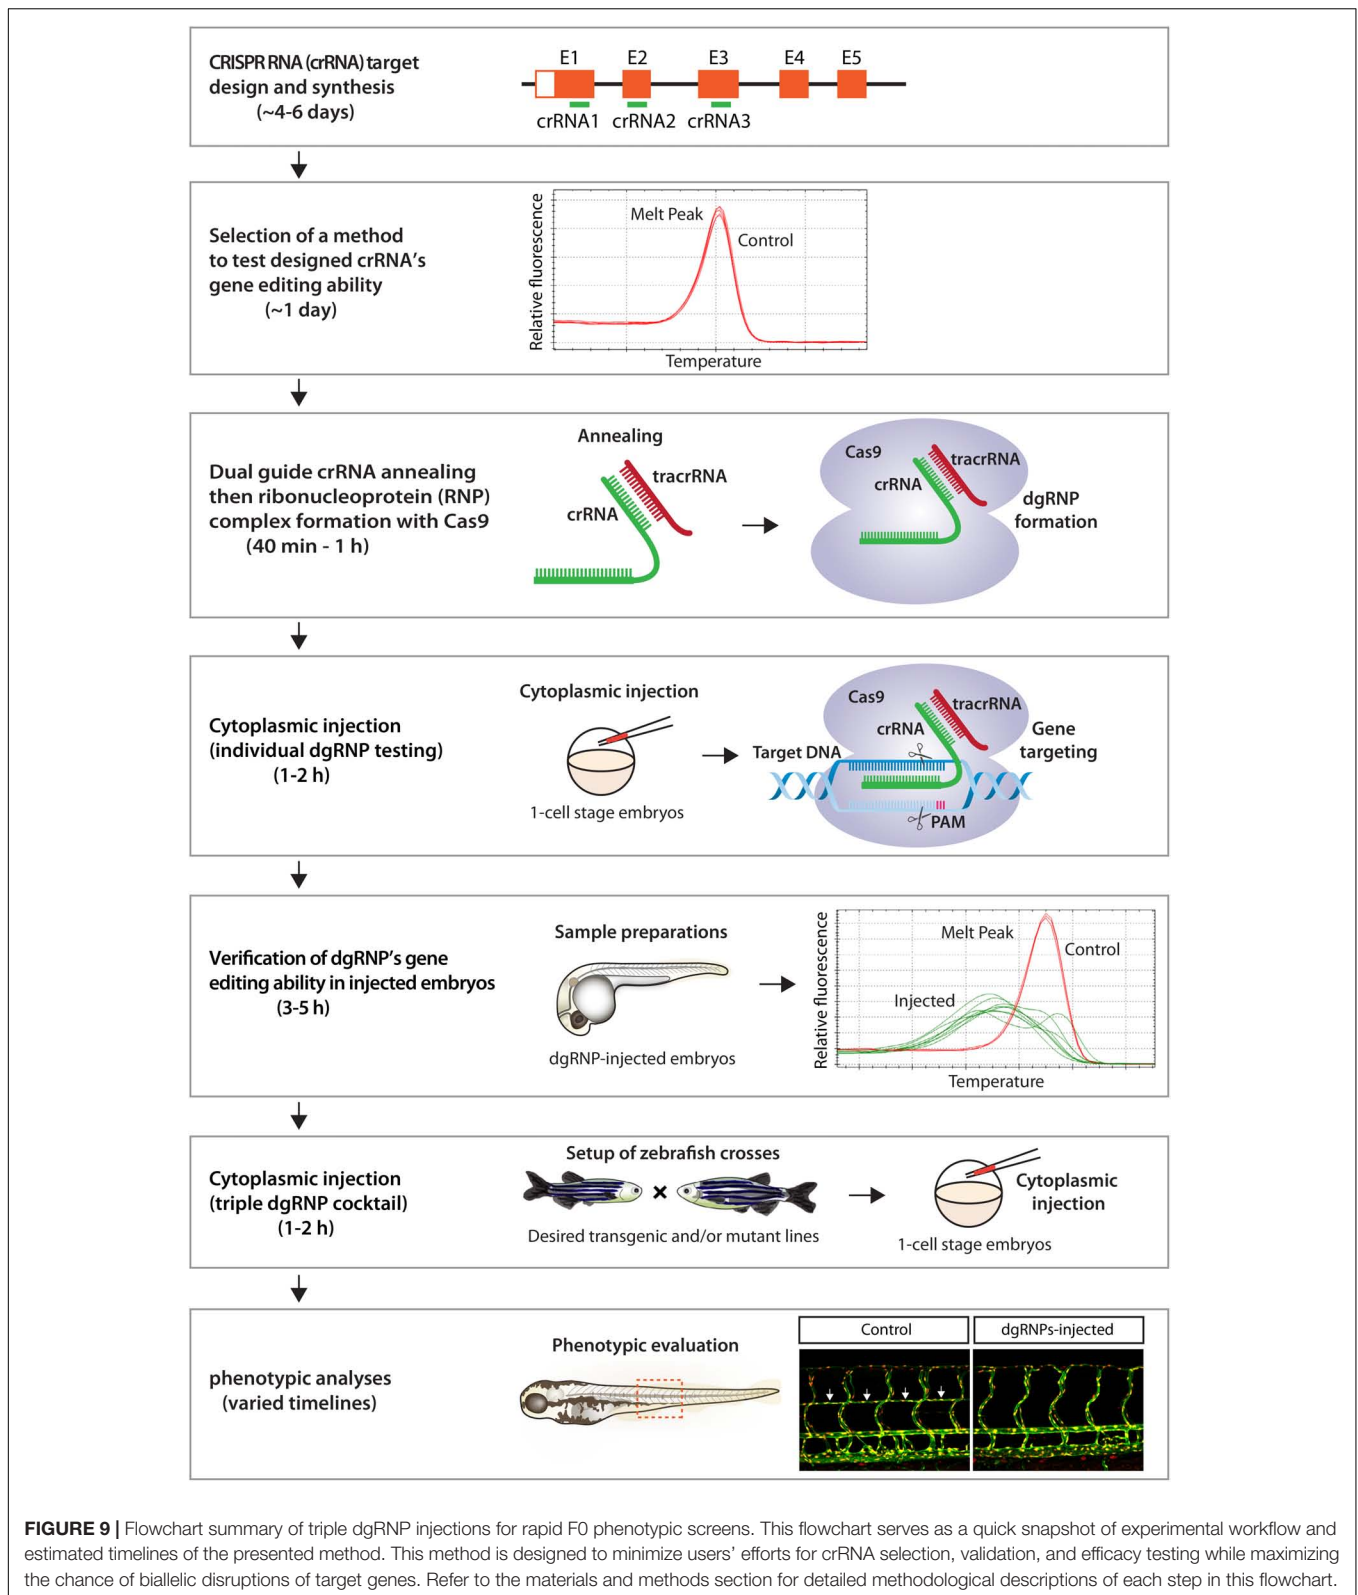 CRISPR RNA (crRNA) target
design and synthesis
(~4-6 days)
E1 E2 E3 E4 E5
crRNA1 crRNA2 crRNA3
Selection of a method
to test designed crRNA's
gene editing ability
(~1 day)
Relative fluorescence
Melt Peak
Control
Temperature
Dual guide crRNA annealing
then ribonucleoprotein (RNP)
complex formation with Cas9
(40 min - 1 h)
Annealing
tracrRNA
crRNA
Cas9
tracrRNA
crRNA
dgRNP
formation
Cytoplasmic injection
(individual dgRNP testing)
(1-2 h)
Cytoplasmic injection
1-cell stage embryos
Cas9
tracrRNA
crRNA
Gene
targeting
Target DNA
PAM
Verification of dgRNP's gene
editing ability in injected embryos
(3-5 h)
Sample preparations
dgRNP-injected embryos
Relative fluorescence
Melt Peak
Control
Injected
Temperature
Cytoplasmic injection
(triple dgRNP cocktail)
(1-2 h)
Setup of zebrafish crosses
×
Desired transgenic and/or mutant lines
Cytoplasmic
injection
1-cell stage embryos
phenotypic analyses
(varied timelines)
Phenotypic evaluation
Control
dgRNPs-injected
FIGURE 9 | Flowchart summary of triple dgRNP injections for rapid F0 phenotypic screens. This flowchart serves as a quick snapshot of experimental workflow and
estimated timelines of the presented method. This method is designed to minimize users' efforts for crRNA selection, validation, and efficacy testing while maximizing
the chance of biallelic disruptions of target genes. Refer to the materials and methods section for detailed methodological descriptions of each step in this flowchart.